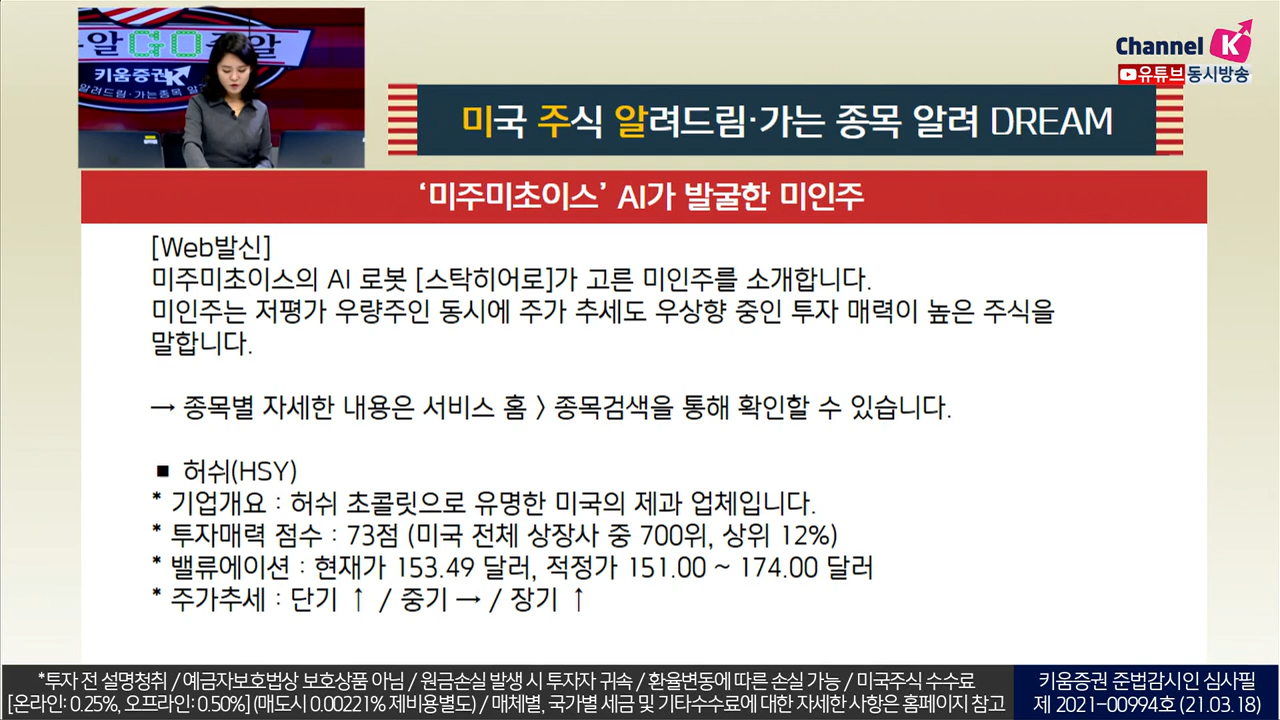 알GO주알
키움증권K
알려드림·가는종목 알
Channel K
유튜브동시방송
미국 주식 알려드림·가는 종목 알려 DREAM
‘미주미초이스’ AI가 발굴한 미인주
[Web발신]
미주미초이스의 AI 로봇 [스탁히어로]가 고른 미인주를 소개합니다.
미인주는 저평가 우량주인 동시에 주가 추세도 우상향 중인 투자 매력이 높은 주식을
말합니다.
→ 종목별 자세한 내용은 서비스 홈 > 종목검색을 통해 확인할 수 있습니다.
■ 허쉬(HSY)
* 기업개요 : 허쉬 초콜릿으로 유명한 미국의 제과 업체입니다.
* 투자매력 점수 : 73점 (미국 전체 상장사 중 700위, 상위 12%)
* 밸류에이션 : 현재가 153.49 달러, 적정가 151.00 ~ 174.00 달러
* 주가추세 : 단기 ↑ / 중기 → / 장기 ↑
*투자 전 설명청취 / 예금자보호법상 보호상품 아님 / 원금손실 발생 시 투자자 귀속 / 환율변동에 따른 손실 가능 / 미국주식 수수료
[온라인: 0.25%, 오프라인: 0.50%] (매도시 0.00221% 제비용별도) / 매체별, 국가별 세금 및 기타수수료에 대한 자세한 사항은 홈페이지 참고
키움증권 준법감시인 심사필
제 2021-00994호 (21.03.18)